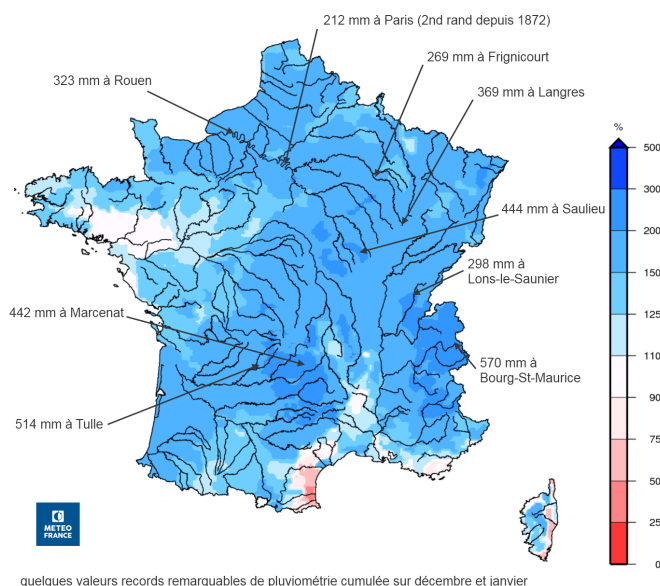 212 mm à Paris (2nd rand depuis 1872)
269 mm à Frignicourt
323 mm à Rouen
369 mm à Langres
%
500
300
200
150
125
110
90
75
50
25
0
444 mm à Saulieu
298 mm à
Lons-le-Saunier
442 mm à Marcenat
570 mm à
Bourg-St-Maurice
514 mm à Tulle
METEO
FRANCE
quelques valeurs records remarquables de pluviométrie cumulée sur décembre et janvier